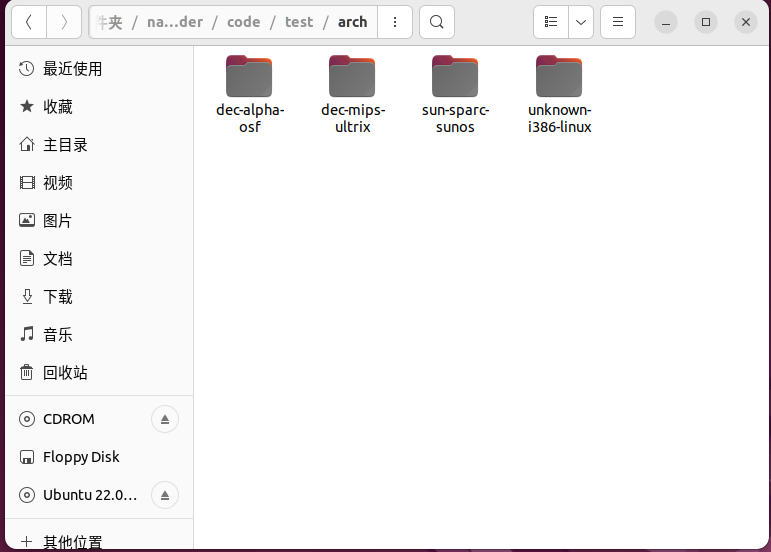 夹 / na...der / code / test / arch
最近使用
收藏
主目录
视频
图片
文档
下载
音乐
回收站
CDROM
Floppy Disk
Ubuntu 22.0...
其他位置
dec-alpha-
osf
dec-mips-
ultrix
sun-sparc-
sunos
unknown-
i386-linux